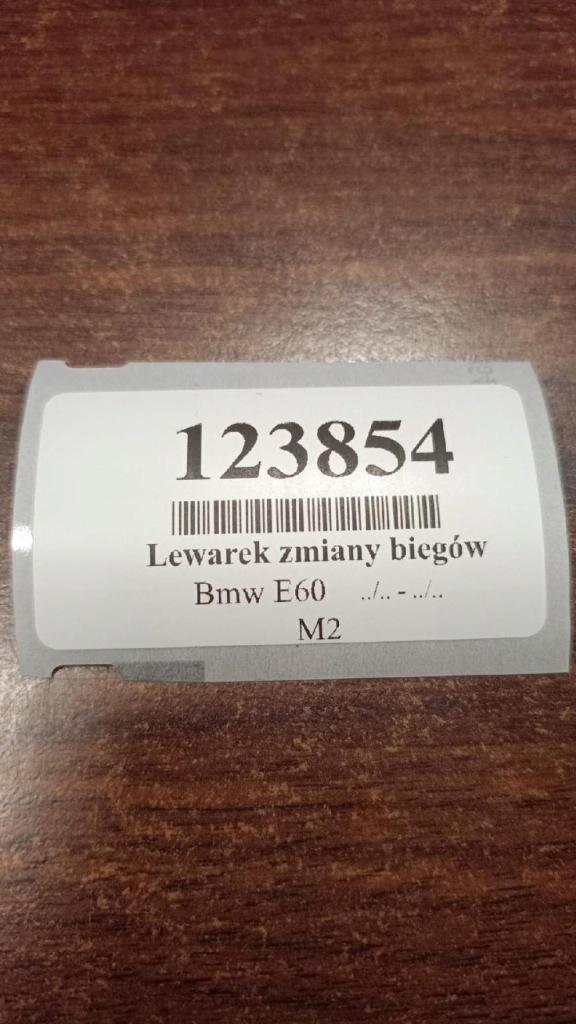 123854
Lewarek zmiany biegów
Bmw E60 ../.. - ../..
M2